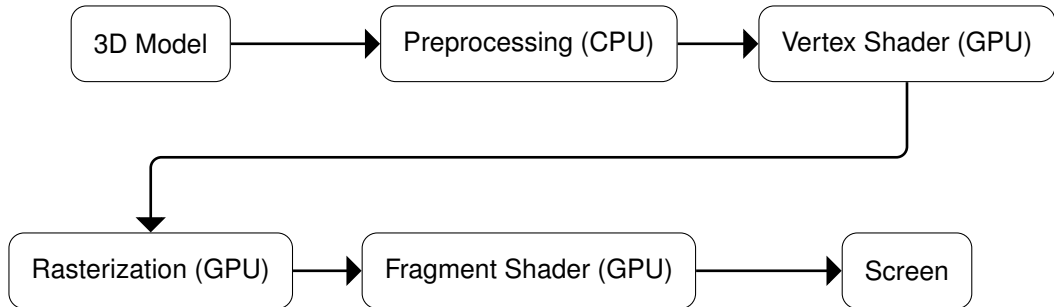 3D Model
Preprocessing (CPU)
Vertex Shader (GPU)
Rasterization (GPU)
Fragment Shader (GPU)
Screen